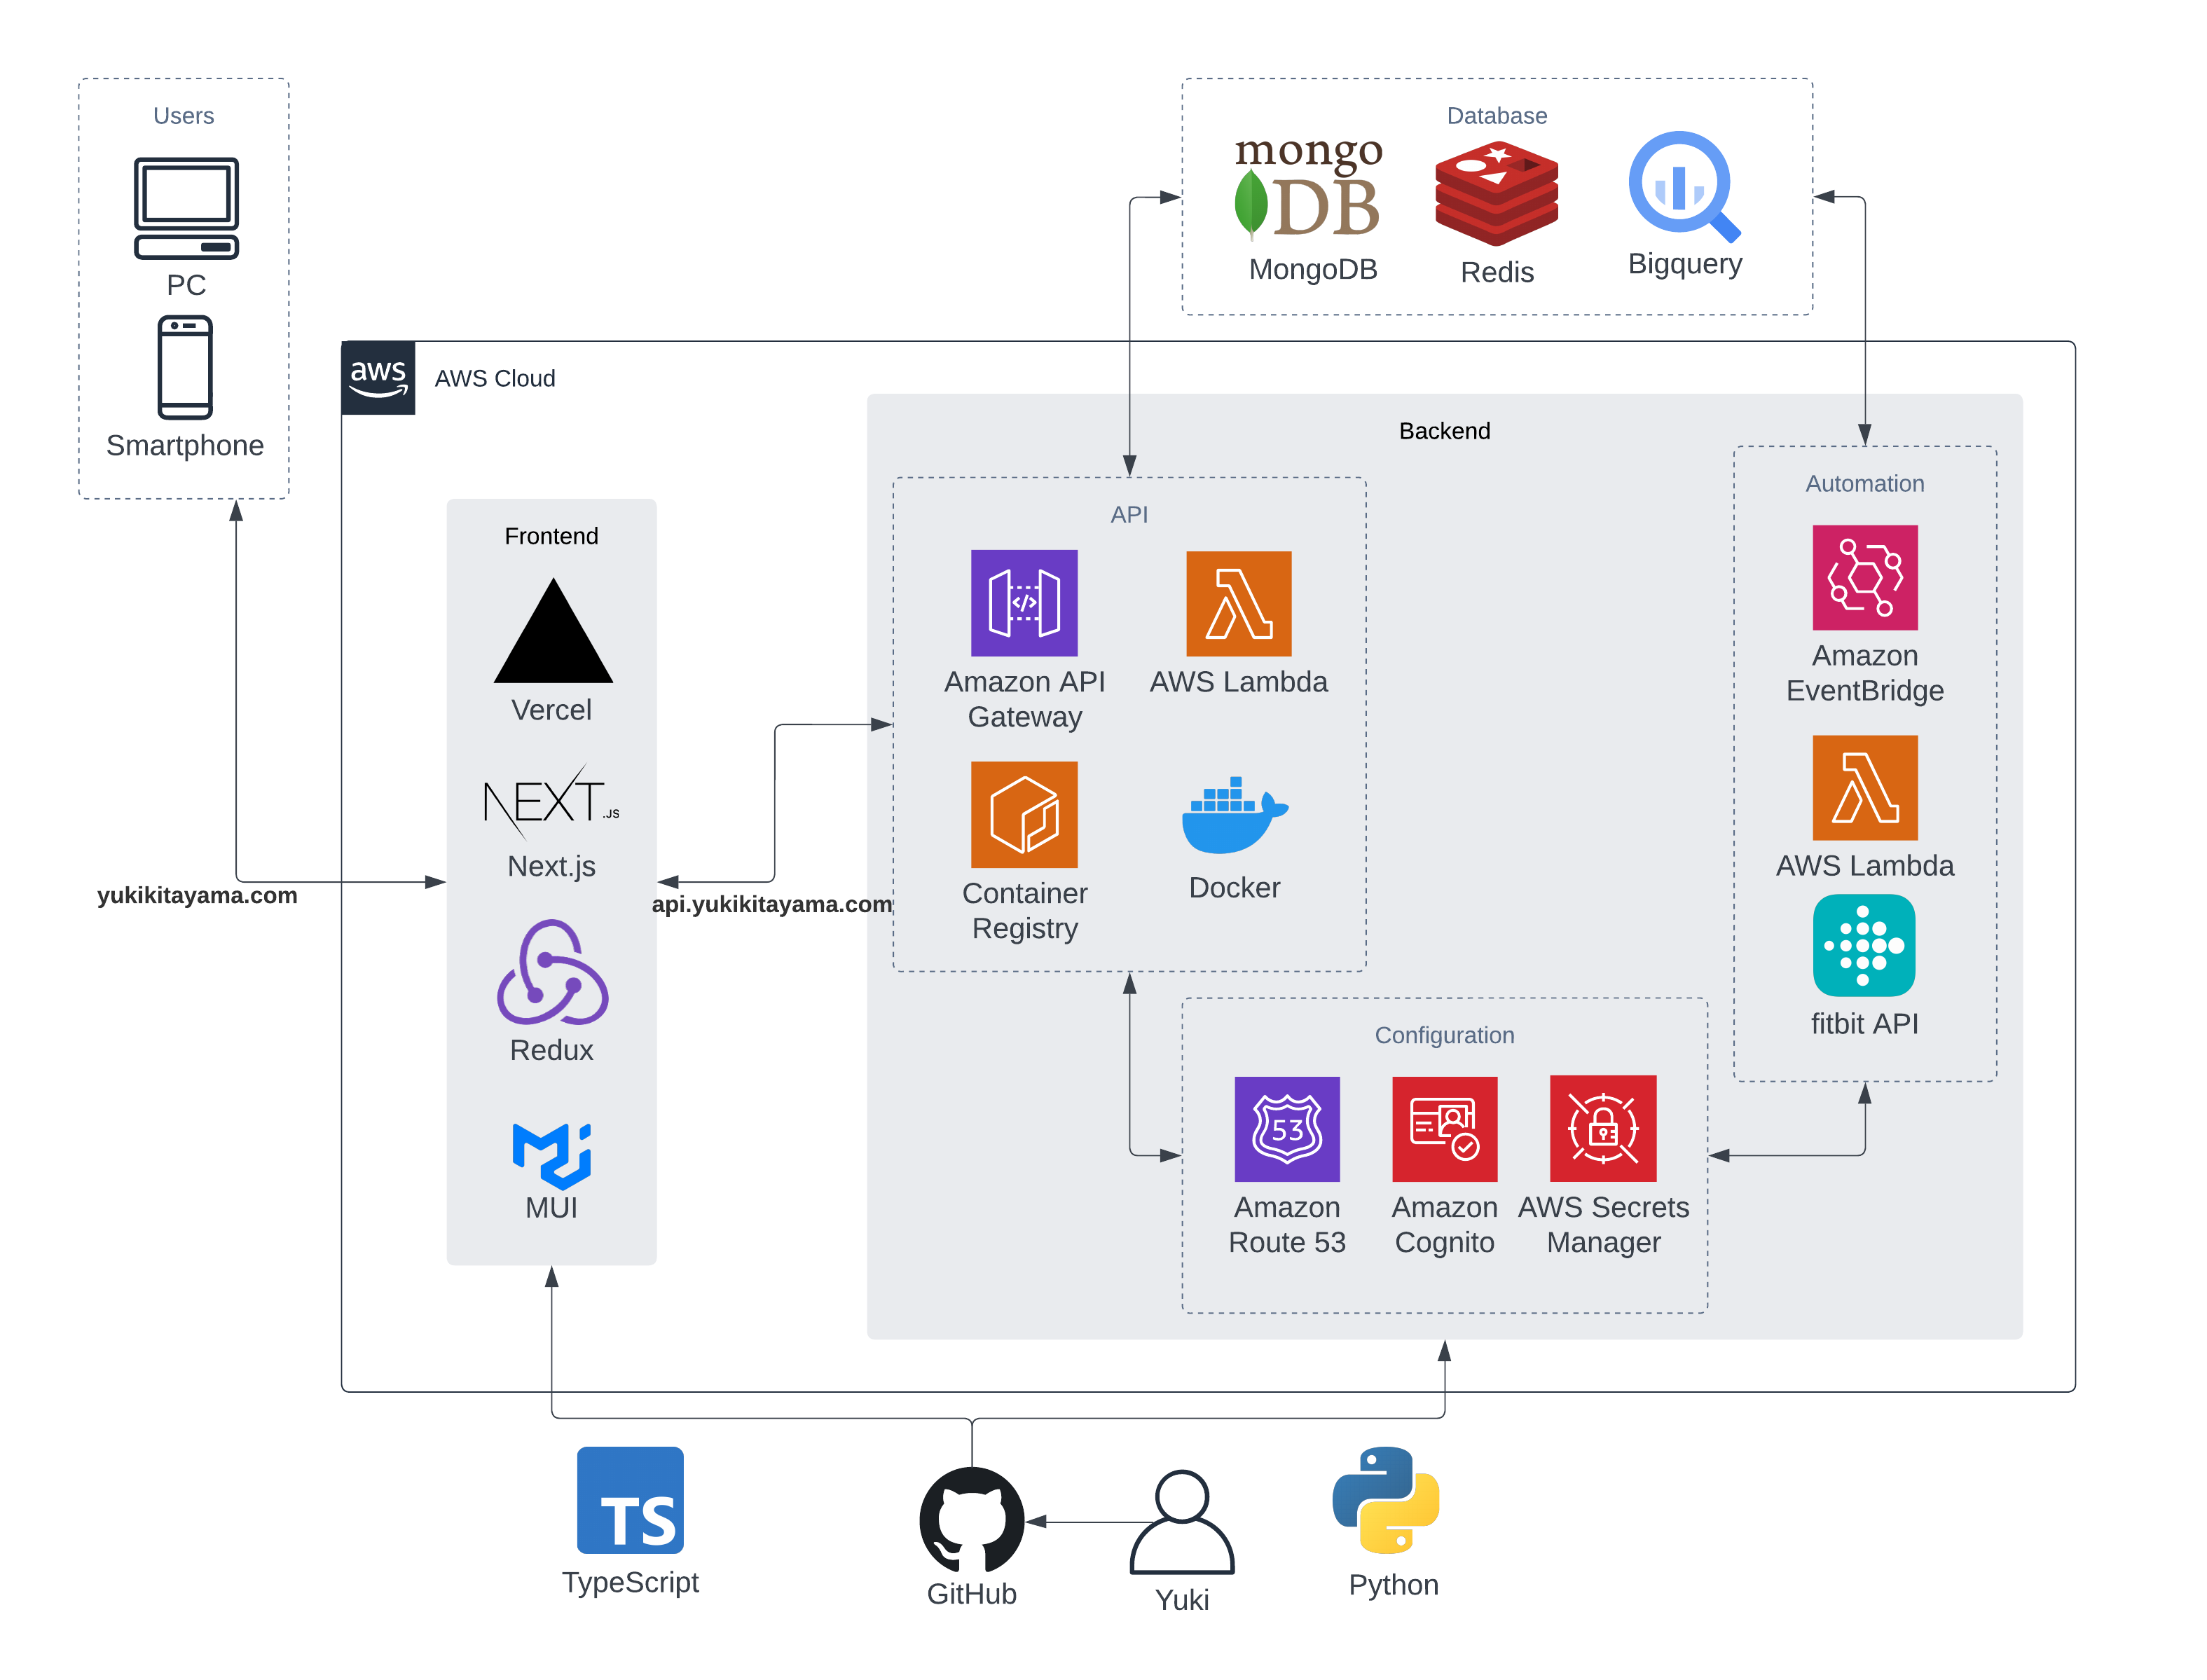 Users
PC
Smartphone
Database
mongo
DB
MongoDB
Redis
Bigquery
aws
AWS Cloud
Frontend
Vercel
NEXT.JS
Next.js
Redux
MUI
yukikitayama.com
api.yukikitayama.com
Backend
API
Amazon API
Gateway
AWS Lambda
Container
Registry
Docker
Automation
Amazon
EventBridge
AWS Lambda
fitbit API
Configuration
53
Amazon
Route 53
Amazon
Cognito
AWS Secrets
Manager
TS
TypeScript
GitHub
Yuki
Python